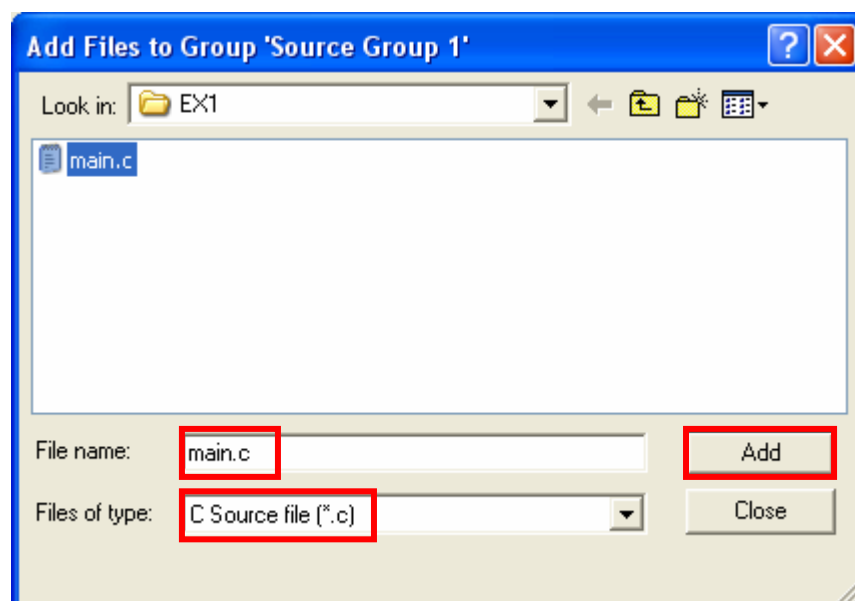 Add Files to Group 'Source Group 1'
Look in: EX1
main.c
File name: main.c Add
Files of type: C Source file (*.c) Close